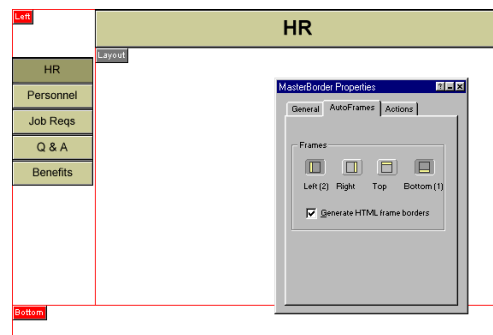 Left
HR
Layout
HR
Personnel
Job Reqs
Q & A
Benefits
MasterBorder Properties
General AutoFrames Actions
Frames
Left (2) Right Top Bottom (1)
Generate HTML frame borders
Bottom